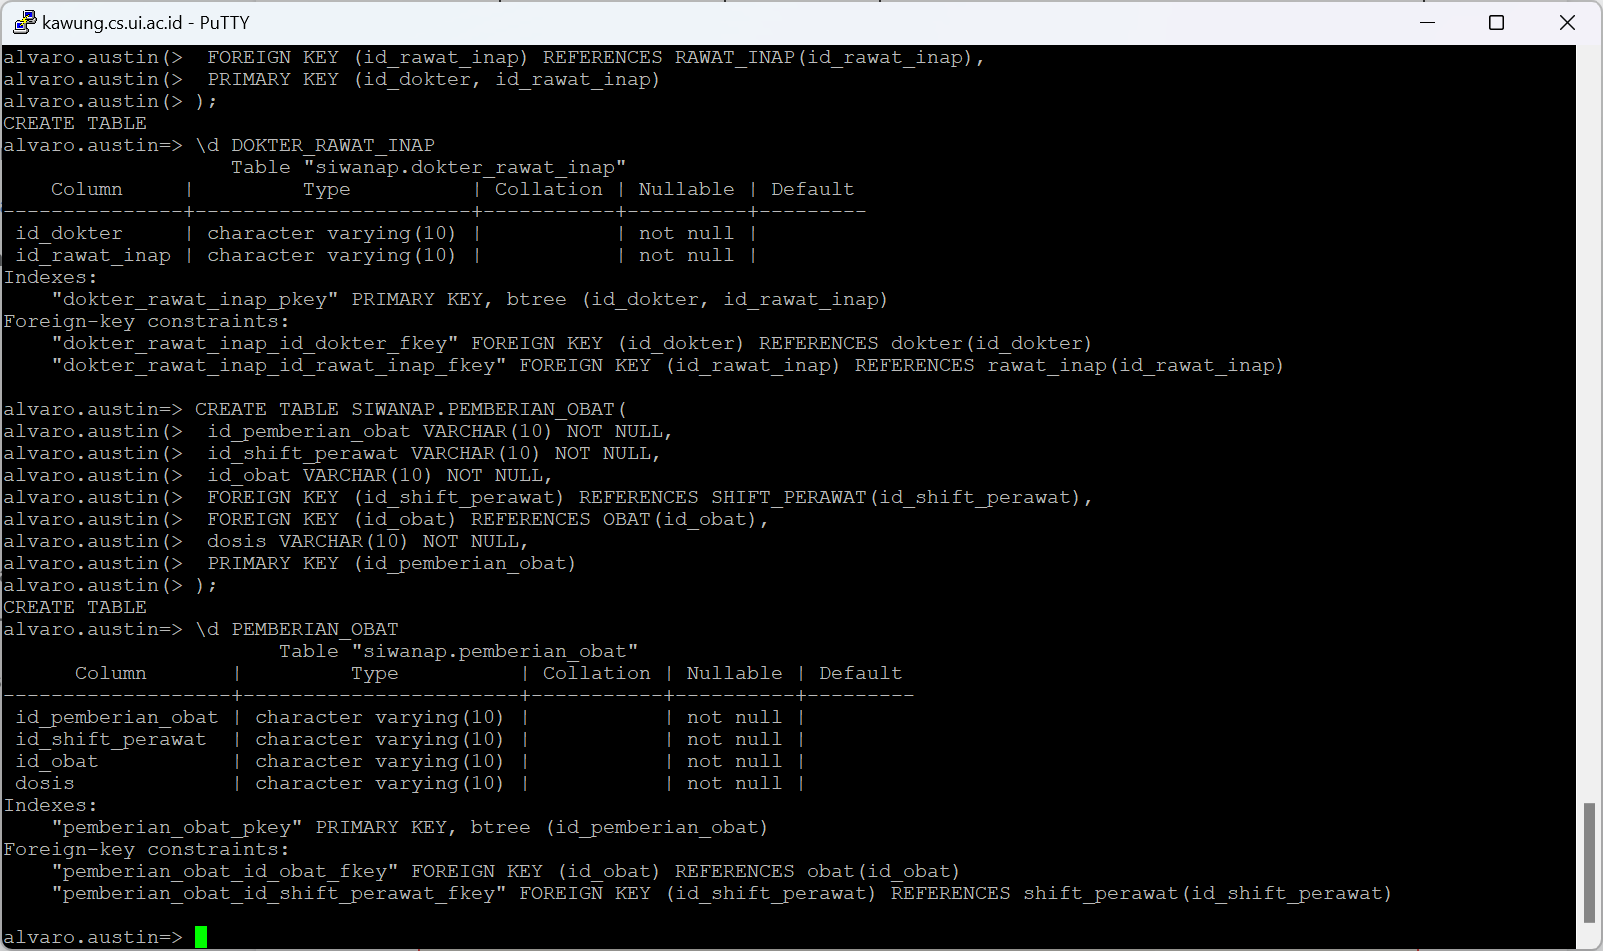 kawung.cs.ui.ac.id - PuTTY
alvaro.austin(>  FOREIGN KEY (id_rawat_inap) REFERENCES RAWAT_INAP(id_rawat_inap),
alvaro.austin(>  PRIMARY KEY (id_dokter, id_rawat_inap)
alvaro.austin(> );
CREATE TABLE
alvaro.austin=> \d DOKTER_RAWAT_INAP
                   Table "siwanap.dokter_rawat_inap"
    Column     |         Type          | Collation | Nullable | Default
---------------+-----------------------+-----------+----------+---------
 id_dokter     | character varying(10) |           | not null |
 id_rawat_inap | character varying(10) |           | not null |
Indexes:
    "dokter_rawat_inap_pkey" PRIMARY KEY, btree (id_dokter, id_rawat_inap)
Foreign-key constraints:
    "dokter_rawat_inap_id_dokter_fkey" FOREIGN KEY (id_dokter) REFERENCES dokter(id_dokter)
    "dokter_rawat_inap_id_rawat_inap_fkey" FOREIGN KEY (id_rawat_inap) REFERENCES rawat_inap(id_rawat_inap)
alvaro.austin=> CREATE TABLE SIWANAP.PEMBERIAN_OBAT(
alvaro.austin(>  id_pemberian_obat VARCHAR(10) NOT NULL,
alvaro.austin(>  id_shift_perawat VARCHAR(10) NOT NULL,
alvaro.austin(>  id_obat VARCHAR(10) NOT NULL,
alvaro.austin(>  FOREIGN KEY (id_shift_perawat) REFERENCES SHIFT_PERAWAT(id_shift_perawat),
alvaro.austin(>  FOREIGN KEY (id_obat) REFERENCES OBAT(id_obat),
alvaro.austin(>  dosis VARCHAR(10) NOT NULL,
alvaro.austin(>  PRIMARY KEY (id_pemberian_obat)
alvaro.austin(> );
CREATE TABLE
alvaro.austin=> \d PEMBERIAN_OBAT
                       Table "siwanap.pemberian_obat"
      Column       |         Type          | Collation | Nullable | Default
-------------------+-----------------------+-----------+----------+---------
 id_pemberian_obat | character varying(10) |           | not null |
 id_shift_perawat  | character varying(10) |           | not null |
 id_obat           | character varying(10) |           | not null |
 dosis             | character varying(10) |           | not null |
Indexes:
    "pemberian_obat_pkey" PRIMARY KEY, btree (id_pemberian_obat)
Foreign-key constraints:
    "pemberian_obat_id_obat_fkey" FOREIGN KEY (id_obat) REFERENCES obat(id_obat)
    "pemberian_obat_id_shift_perawat_fkey" FOREIGN KEY (id_shift_perawat) REFERENCES shift_perawat(id_shift_perawat)
alvaro.austin=>